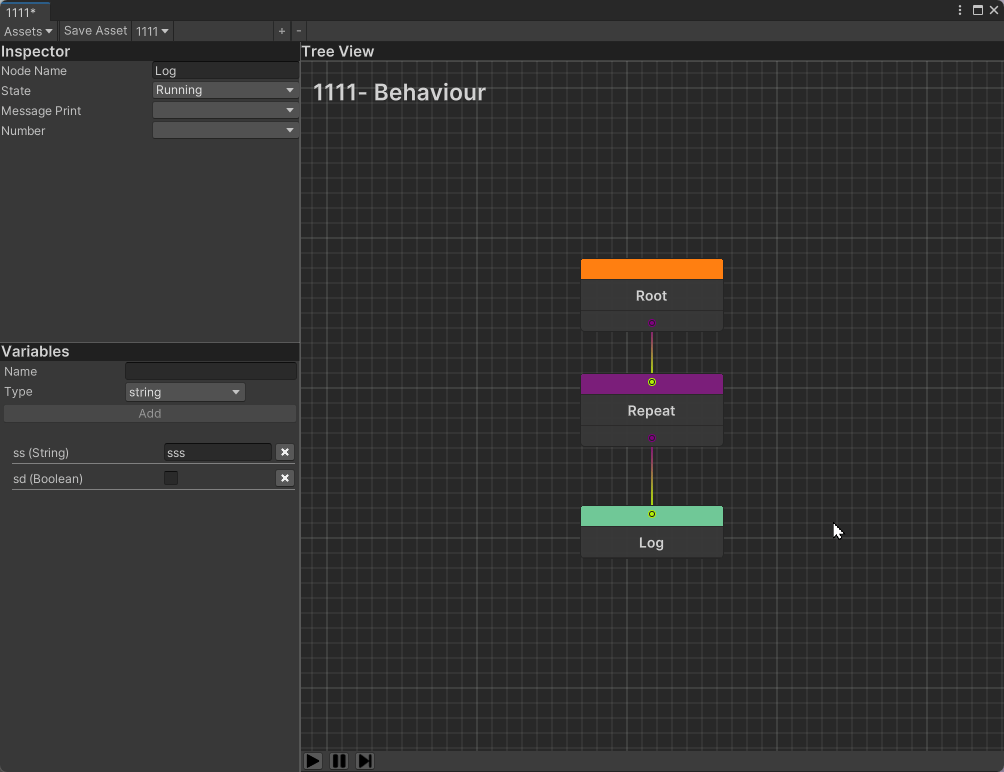 1111*
Assets Save Asset 1111 + -
Inspector
Node Name Log
State Running
Message Print
Number
Variables
Name
Type string
Add
ss (String) sss
sd (Boolean)
Tree View
1111- Behaviour
Root
Repeat
Log